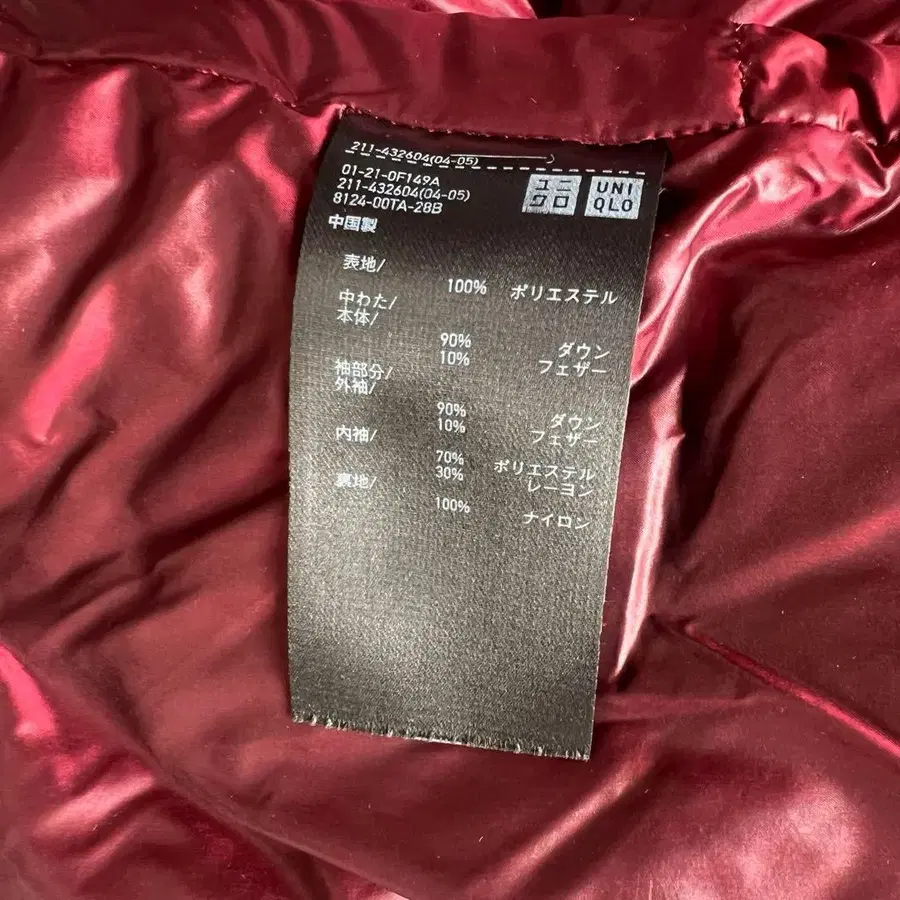 211-432604(04-05)
01-21-0F149A
211-432604(04-05)
8124-00TA-28B
ユニ
クロ
UNI
QLO
中国製
表地/
100% ポリエステル
中わた/
本体/
90% ダウン
10% フェザー
袖部分/
外袖/
90% ダウン
10% フェザー
内袖/
70% ポリエステル
30% レーヨン
裏地/
100% ナイロン